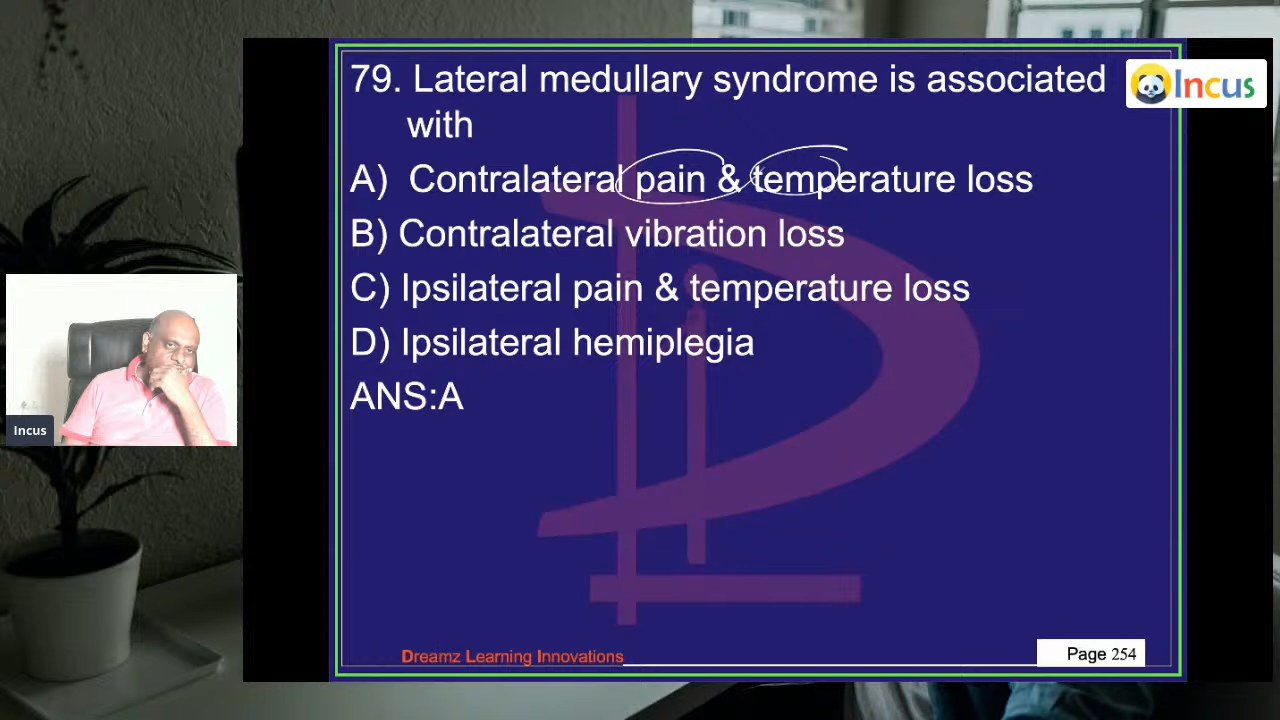 79. Lateral medullary syndrome is associated
with
A) Contralateral pain & temperature loss
B) Contralateral vibration loss
C) Ipsilateral pain & temperature loss
D) Ipsilateral hemiplegia
ANS:A
Incus
Incus
Dreamz Learning Innovations
Page 254